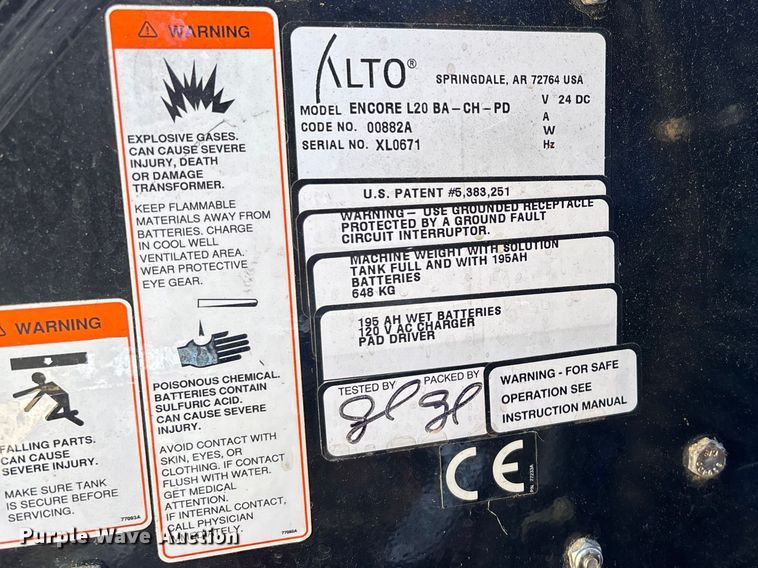 WARNING
EXPLOSIVE GASES.
CAN CAUSE SEVERE
INJURY, DEATH
OR DAMAGE
TRANSFORMER.
KEEP FLAMMABLE
MATERIALS AWAY FROM
BATTERIES. CHARGE
IN COOL WELL
VENTILATED AREA.
WEAR PROTECTIVE
EYE GEAR.
POISONOUS CHEMICAL.
BATTERIES CONTAIN
SULFURIC ACID.
CAN CAUSE SEVERE
INJURY.
AVOID CONTACT WITH
SKIN, EYES, OR
CLOTHING. IF CONTACT
FLUSH WITH WATER.
GET MEDICAL
ATTENTION.
IF INTERNAL CONTACT,
CALL PHYSICIAN
77085A
WARNING
FALLING PARTS.
CAN CAUSE
SEVERE INJURY.
MAKE SURE TANK
IS SECURE BEFORE
SERVICING.
77093A
ALTO® SPRINGDALE, AR 72764 USA
MODEL ENCORE L20 BA-CH-PD V 24 DC
CODE NO. 00882A A
W
SERIAL NO. XL0671 Hz
U.S. PATENT #5,383,251
WARNING- USE GROUNDED RECEPTACLE
PROTECTED BY A GROUND FAULT
CIRCUIT INTERRUPTOR.
MACHINE WEIGHT WITH SOLUTION
TANK FULL AND WITH 195AH
BATTERIES
648 KG
195 AH WET BATTERIES
120 V AC CHARGER
PAD DRIVER
TESTED BY PACKED BY
WARNING - FOR SAFE
OPERATION SEE
INSTRUCTION MANUAL
CE
Purple Wave Auction